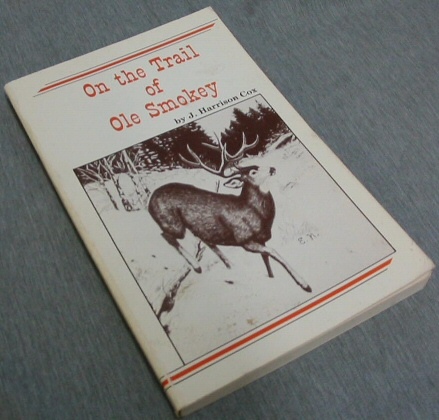 On the Trail
of
Ole Smokey
by J. Harrison Cox